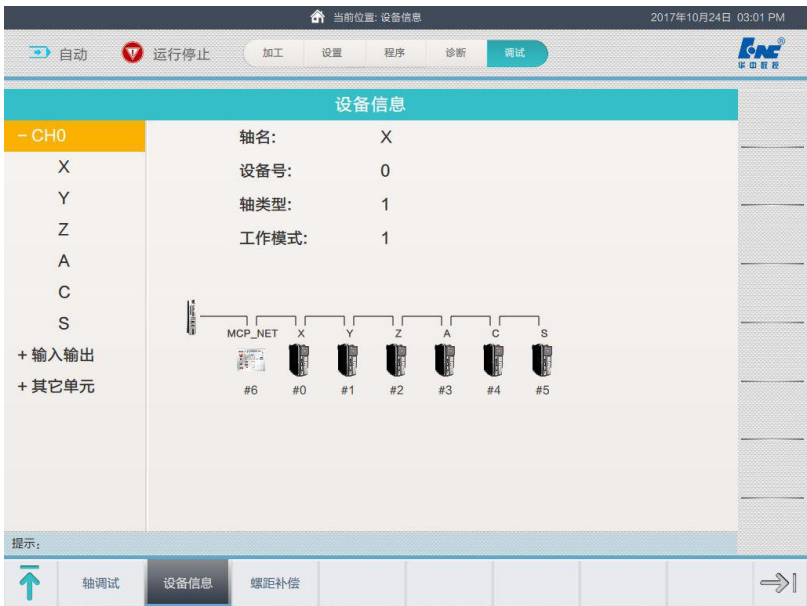 当前位置: 设备信息
2017年10月24日 03:01 PM
自动
运行停止
加工
设置
程序
诊断
调试
华中数控
设备信息
− CH0
X
Y
Z
A
C
S
+ 输入输出
+ 其它单元
轴名: X
设备号: 0
轴类型: 1
工作模式: 1
MCP_NET X Y Z A C S
#6 #0 #1 #2 #3 #4 #5
提示:
轴调试
设备信息
螺距补偿